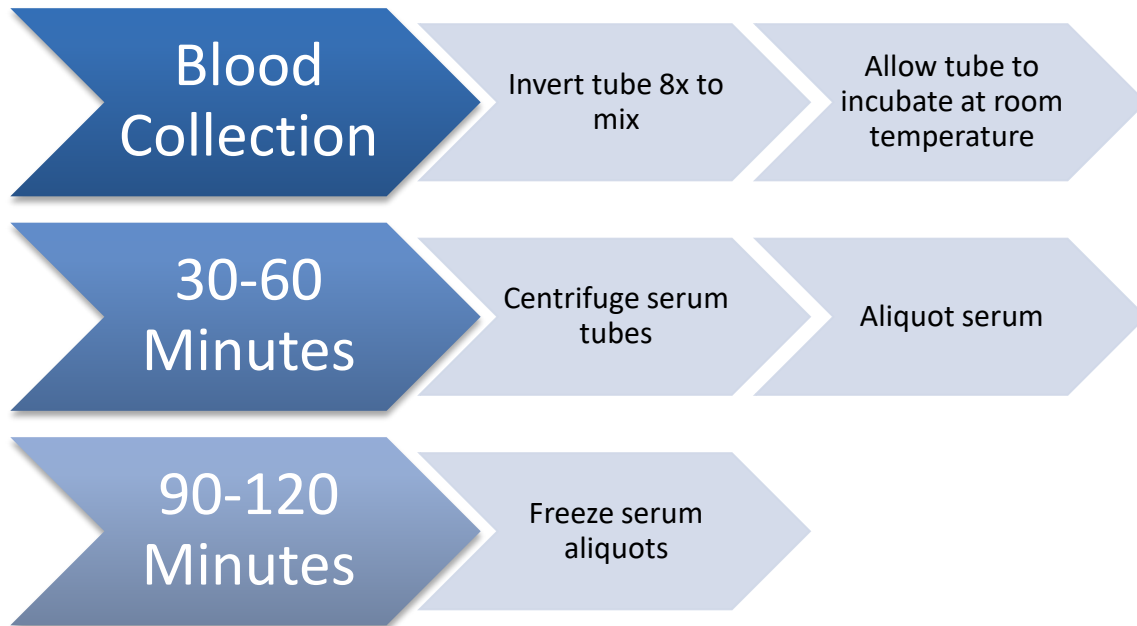 Blood
Collection
Invert tube 8x to
mix
Allow tube to
incubate at room
temperature
30-60
Minutes
Centrifuge serum
tubes
Aliquot serum
90-120
Minutes
Freeze serum
aliquots